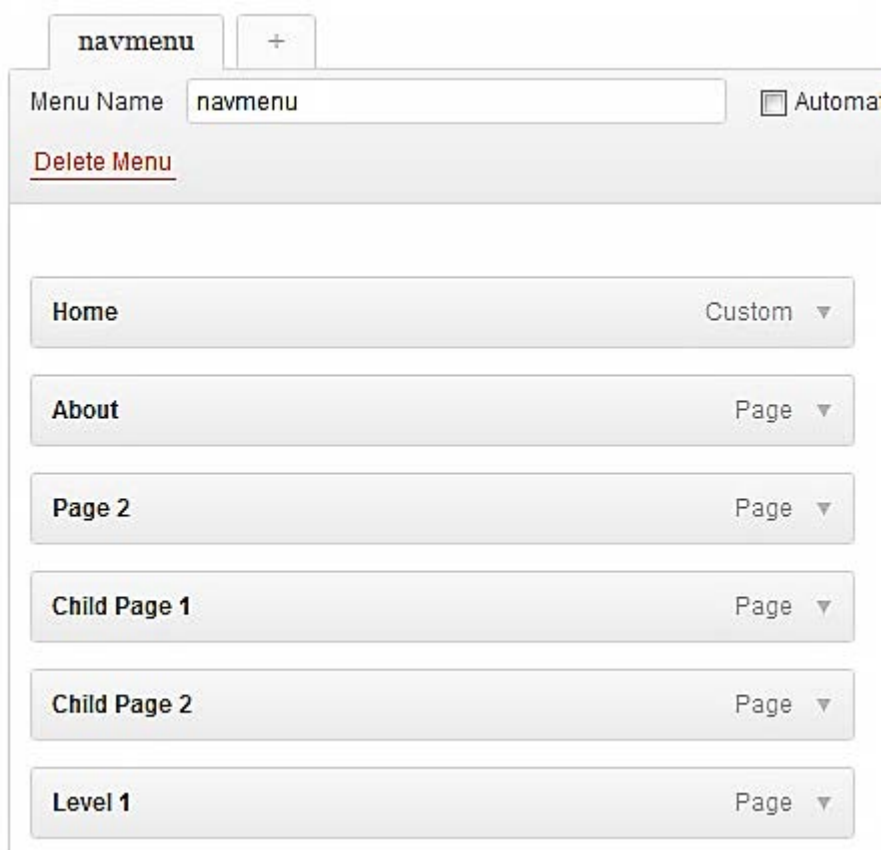 navmenu +
Menu Name navmenu
Delete Menu
Home Custom
About Page
Page 2 Page
Child Page 1 Page
Child Page 2 Page
Level 1 Page